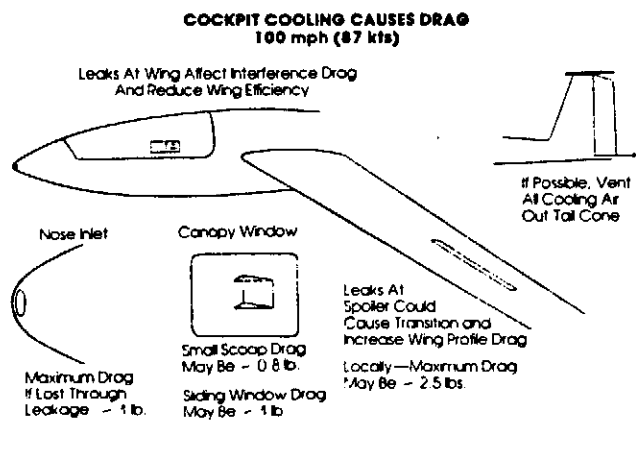 COCKPIT COOLING CAUSES DRAG
100 mph (87 kts)
Leaks At Wing Affect Interference Drag
And Reduce Wing Efficiency
If Possible, Vent
All Cooling Air
Out Tail Cone
Nose Inlet
Canopy Window
Maximum Drag
If Lost Through
Leakage ~ 1 lb.
Small Scoop Drag
May Be ~ 0.8 lb.
Sliding Window Drag
May Be ~ 1 lb
Leaks At
Spoiler Could
Cause Transition and
Increase Wing Profile Drag
Locally—Maximum Drag
May Be ~ 2.5 lbs.